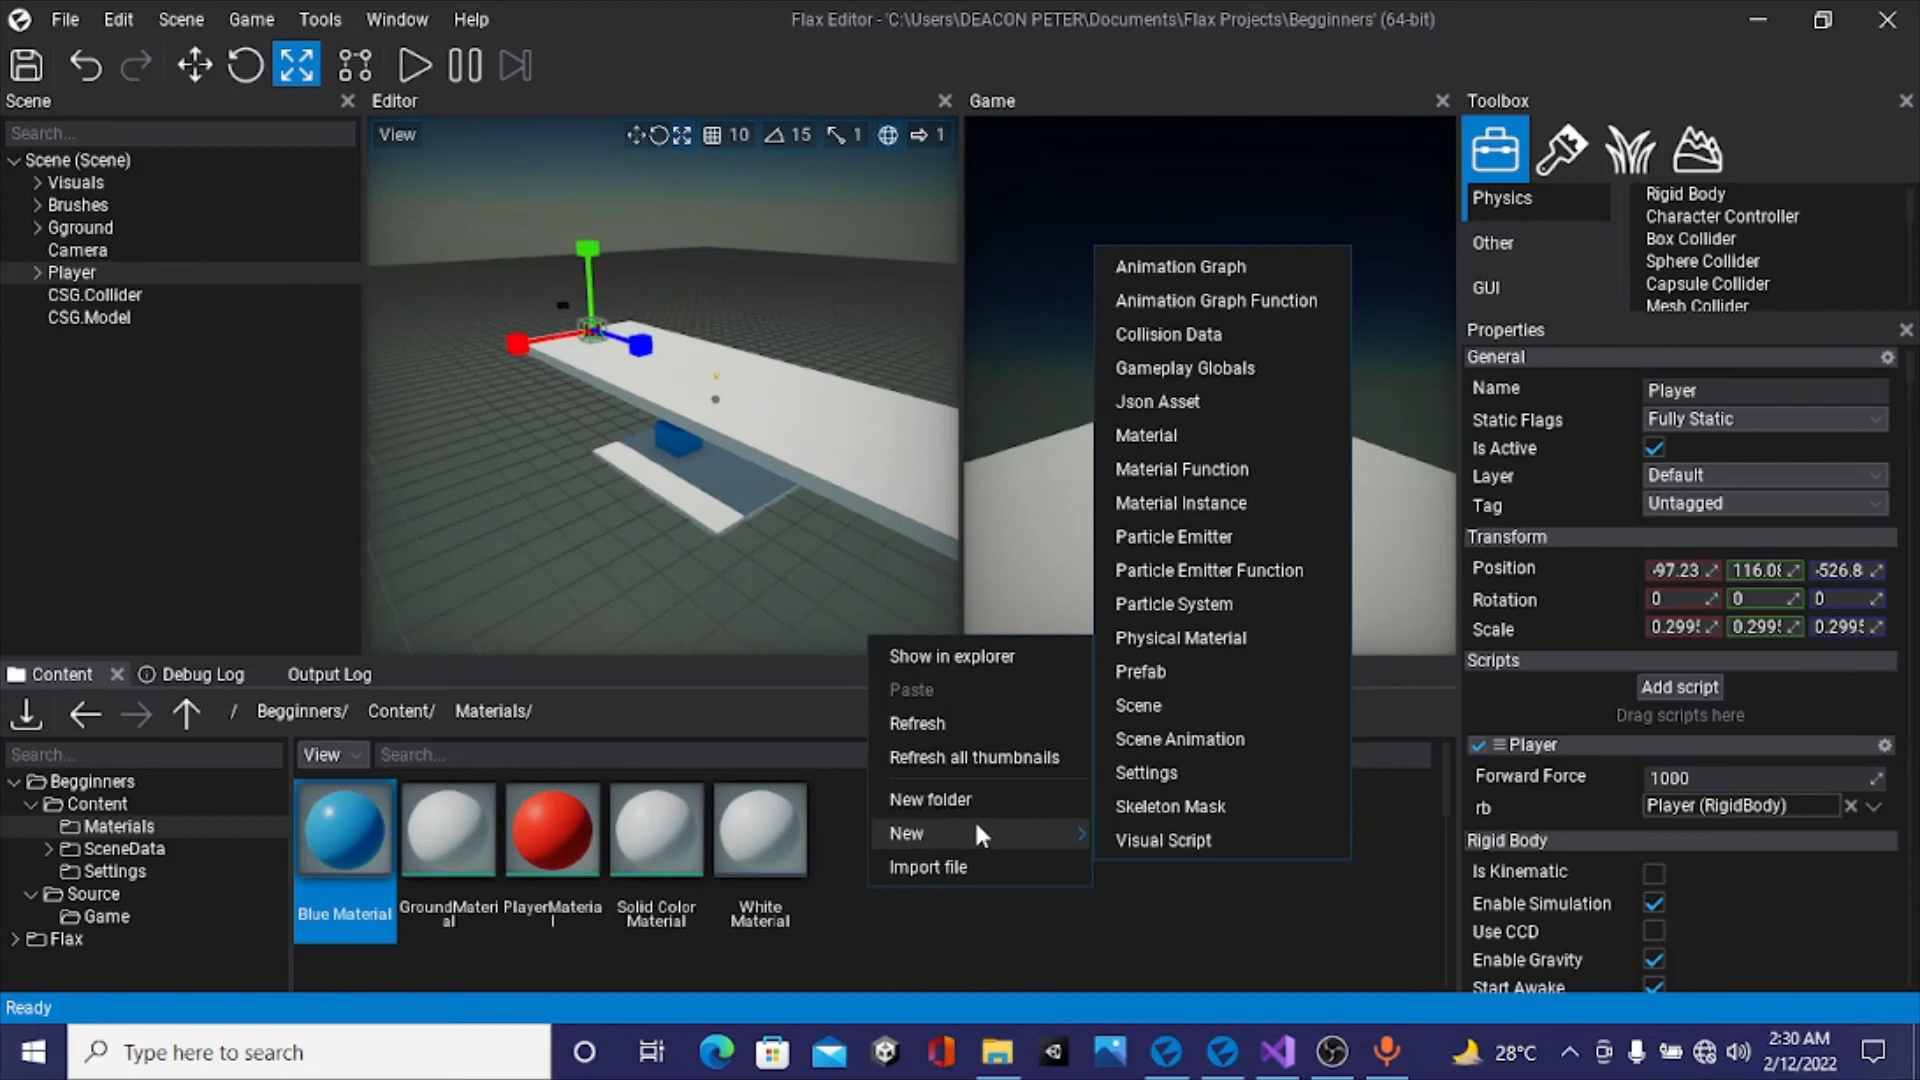 File Edit Scene Game Tools Window Help
Flax Editor - 'C:\Users\DEACON PETER\Documents\Flax Projects\Begginners' (64-bit)
Scene
Search...
Scene (Scene)
Visuals
Brushes
Gground
Camera
Player
CSG.Collider
CSG.Model
Editor
View 10 15 1 1
Game
Toolbox
Physics
Other
GUI
Rigid Body
Character Controller
Box Collider
Sphere Collider
Capsule Collider
Mesh Collider
Properties
General
Name Player
Static Flags Fully Static
Is Active
Layer Default
Tag Untagged
Transform
Position -97.23 116.08 -526.8
Rotation 0 0 0
Scale
Scripts
Add script
Drag scripts here
Player
Forward Force 1000
rb Player (RigidBody)
Rigid Body
Is Kinematic
Enable Simulation
Use CCD
Enable Gravity
Start Awake
Animation Graph
Animation Graph Function
Collision Data
Gameplay Globals
Json Asset
Material
Material Function
Material Instance
Particle Emitter
Particle Emitter Function
Particle System
Physical Material
Prefab
Scene
Scene Animation
Settings
Skeleton Mask
Visual Script
Show in explorer
Paste
Refresh
Refresh all thumbnails
New folder
New
Import file
Content Debug Log Output Log
/ Begginners/ Content/ Materials/
Search...
View Search...
Begginners
Content
Materials
SceneData
Settings
Source
Game
Flax
Blue Material
GroundMateri
al
PlayerMateria
l
Solid Color
Material
White
Material
Ready
Type here to search
28°C
2:30 AM
2/12/2022